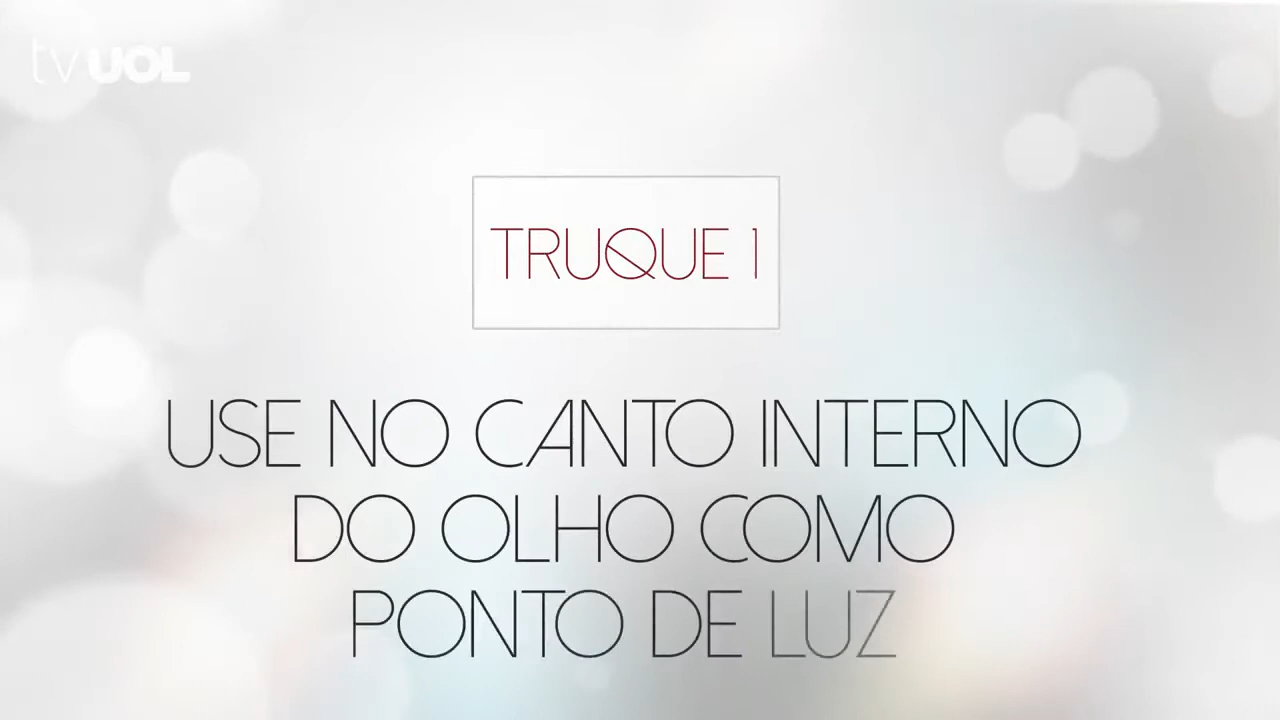 tv UOL
TRUQUE 1
USE NO CANTO INTERNO
DO OLHO COMO
PONTO DE LUZ